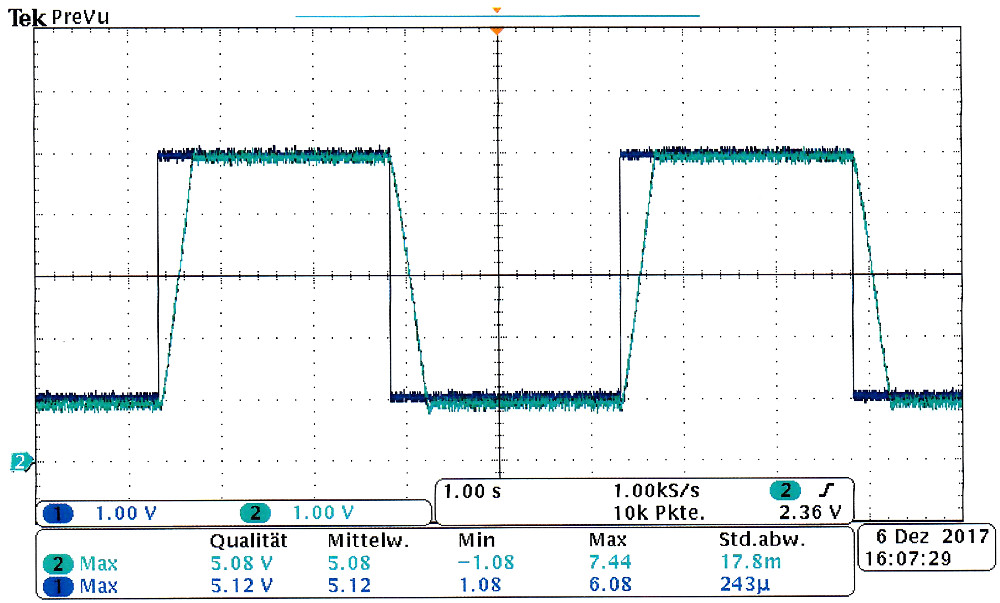 Tek PreVu
2
1 1.00 V 2 1.00 V
1.00 s 1.00kS/s 2
10k Pkte. 2.36 V
Qualität Mittelw. Min Max Std.abw.
2 Max 5.08 V 5.08 −1.08 7.44 17.8m
1 Max 5.12 V 5.12 1.08 6.08 243µ
6 Dez 2017
16:07:29